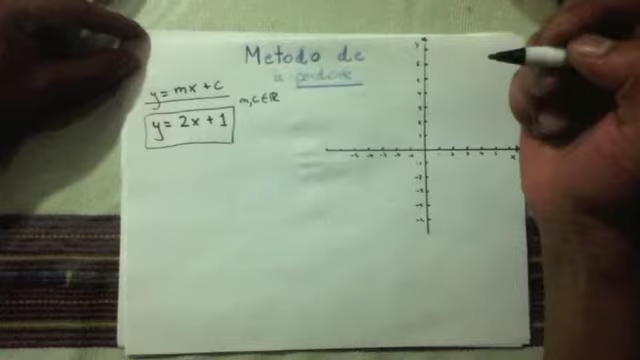 Metodo de
la pendiente
y = mx + c
m, c ∈ ℝ
y = 2x + 1
y
x